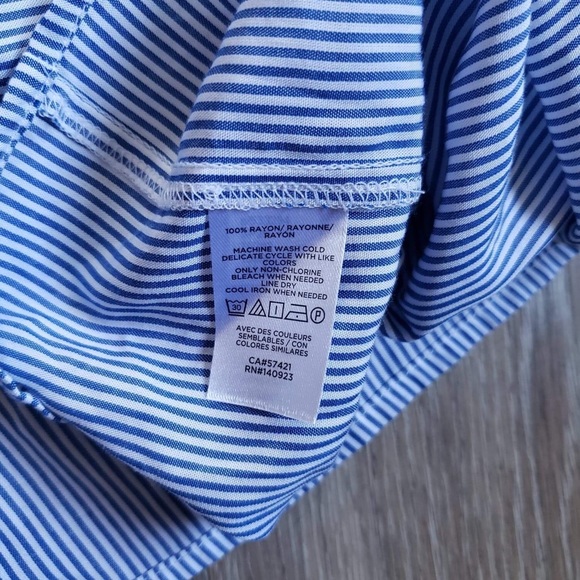 100% RAYON/ RAYONNE/
RAYÓN
MACHINE WASH COLD
DELICATE CYCLE WITH LIKE
COLORS
ONLY NON-CHLORINE
BLEACH WHEN NEEDED
LINE DRY
COOL IRON WHEN NEEDED
30 P
AVEC DES COULEURS
SEMBLABLES / CON
COLORES SIMILARES
CA#57421
RN#140923